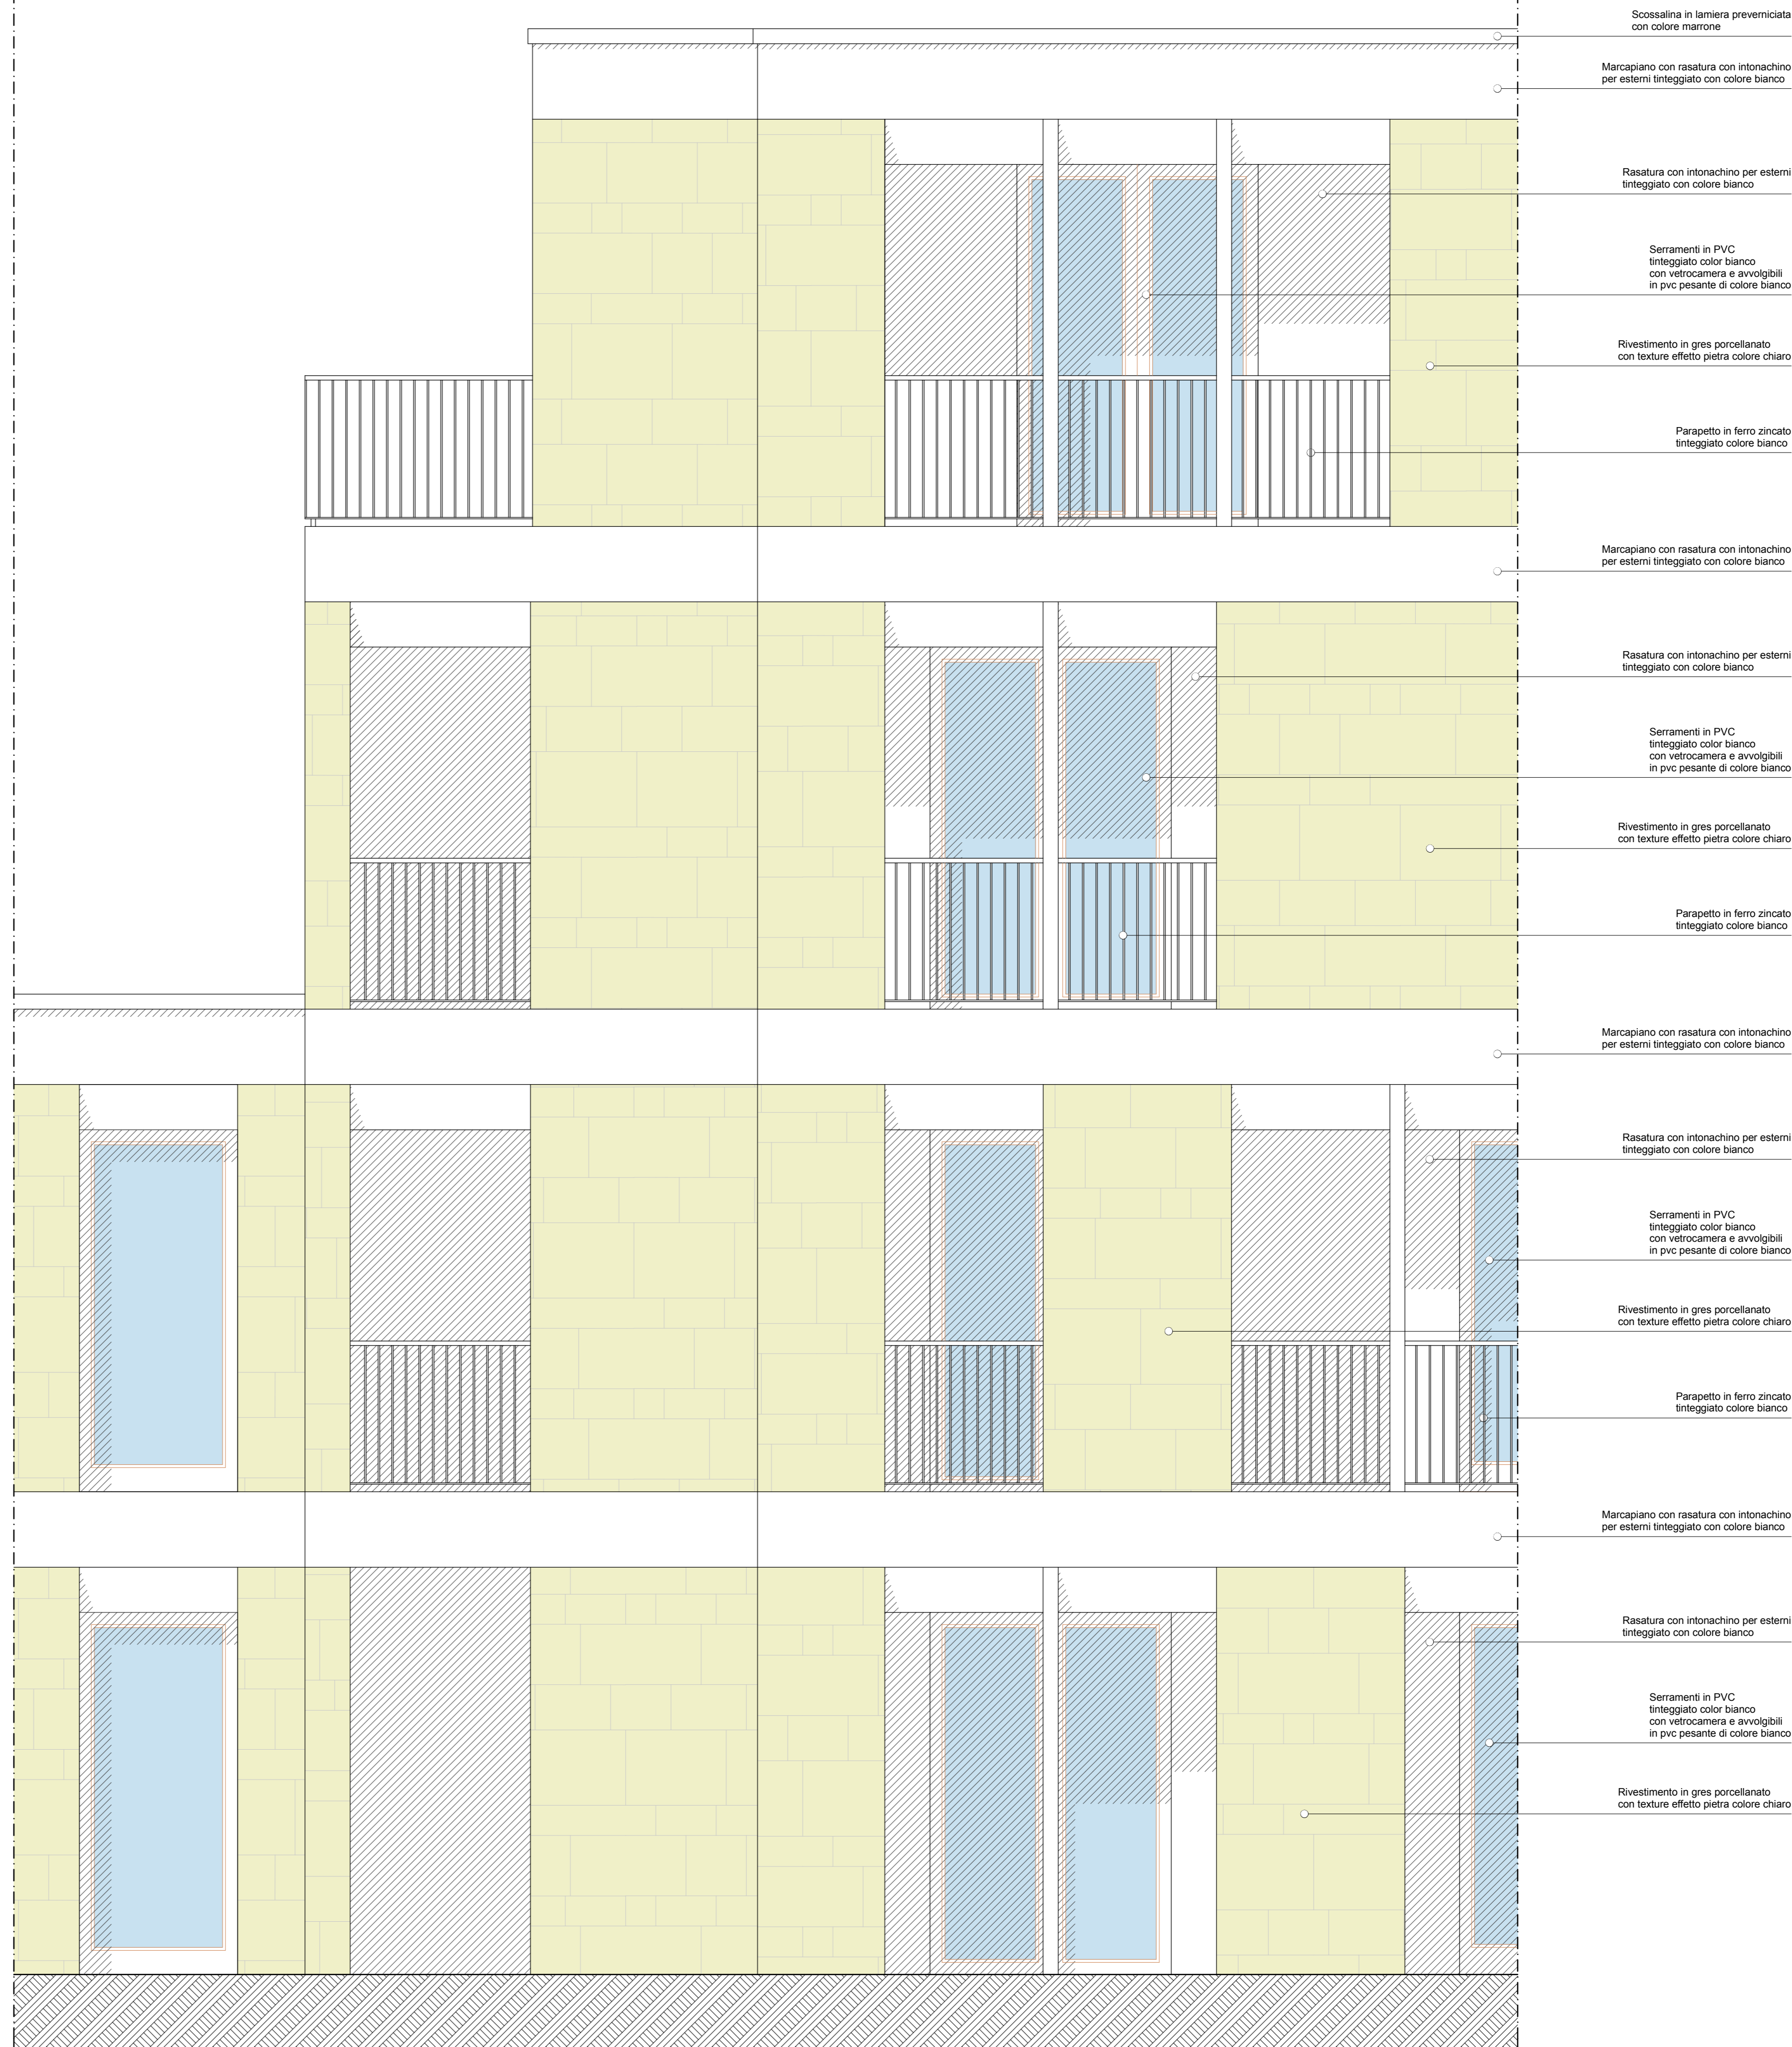 Scossalina in lamiera preverniciata
con colore marrone
Marcapiano con rasatura con intonachino
per esterni tinteggiato con colore bianco
Rasatura con intonachino per esterni
tinteggiato con colore bianco
Serramenti in PVC
tinteggiato color bianco
con vetrocamera e avvolgibili
in pvc pesante di colore bianco
Rivestimento in gres porcellanato
con texture effetto pietra colore chiaro
Parapetto in ferro zincato
tinteggiato colore bianco
Marcapiano con rasatura con intonachino
per esterni tinteggiato con colore bianco
Rasatura con intonachino per esterni
tinteggiato con colore bianco
Serramenti in PVC
tinteggiato color bianco
con vetrocamera e avvolgibili
in pvc pesante di colore bianco
Rivestimento in gres porcellanato
con texture effetto pietra colore chiaro
Parapetto in ferro zincato
tinteggiato colore bianco
Marcapiano con rasatura con intonachino
per esterni tinteggiato con colore bianco
Rasatura con intonachino per esterni
tinteggiato con colore bianco
Serramenti in PVC
tinteggiato color bianco
con vetrocamera e avvolgibili
in pvc pesante di colore bianco
Rivestimento in gres porcellanato
con texture effetto pietra colore chiaro
Parapetto in ferro zincato
tinteggiato colore bianco
Marcapiano con rasatura con intonachino
per esterni tinteggiato con colore bianco
Rasatura con intonachino per esterni
tinteggiato con colore bianco
Serramenti in PVC
tinteggiato color bianco
con vetrocamera e avvolgibili
in pvc pesante di colore bianco
Rivestimento in gres porcellanato
con texture effetto pietra colore chiaro